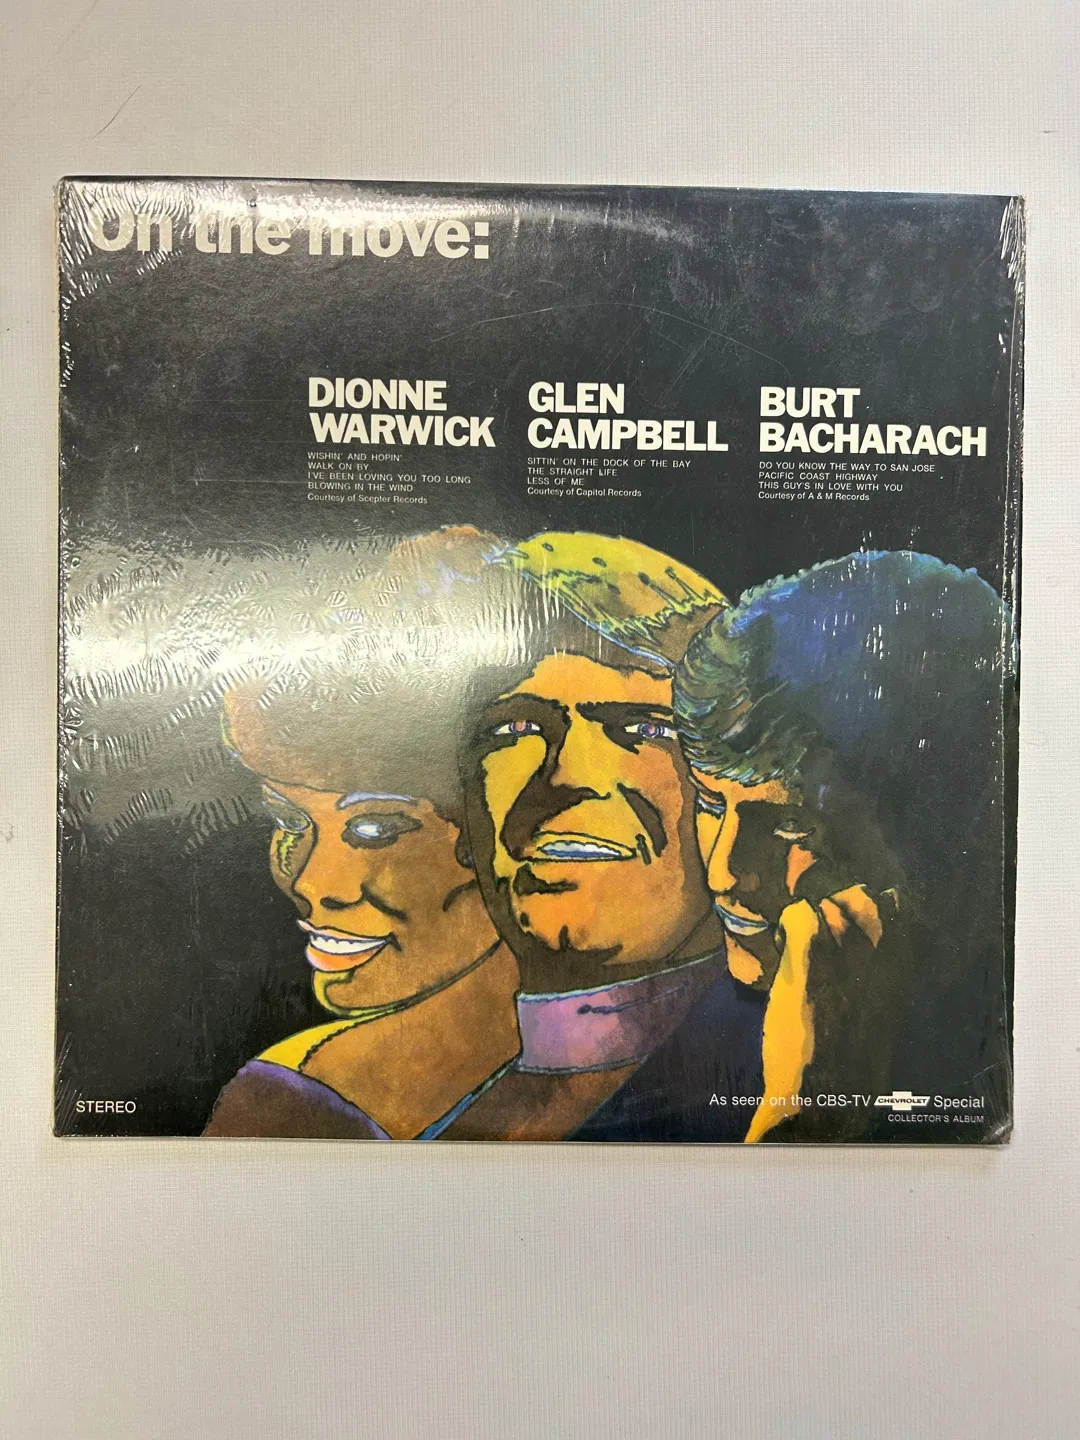 On the move:
DIONNE
WARWICK
WISHIN' AND HOPIN'
WALK ON BY
I'VE BEEN LOVING YOU TOO LONG
BLOWING IN THE WIND
Courtesy of Scepter Records
GLEN
CAMPBELL
SITTIN' ON THE DOCK OF THE BAY
THE STRAIGHT LIFE
LESS OF ME
Courtesy of Capitol Records
BURT
BACHARACH
DO YOU KNOW THE WAY TO SAN JOSE
PACIFIC COAST HIGHWAY
THIS GUY'S IN LOVE WITH YOU
Courtesy of A & M Records
STEREO
As seen on the CBS-TV CHEVROLET Special
COLLECTOR'S ALBUM